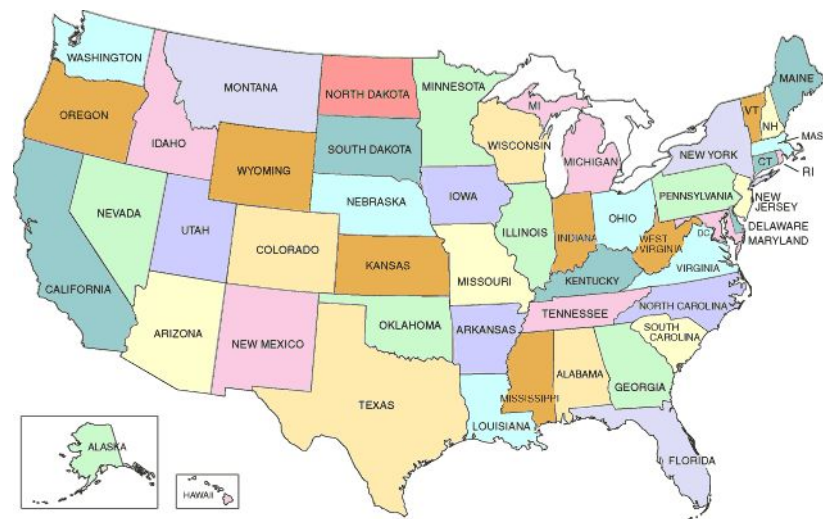 WASHINGTON
MONTANA
NORTH DAKOTA
MINNESOTA
MAINE
OREGON
IDAHO
WYOMING
SOUTH DAKOTA
WISCONSIN
MI
MICHIGAN
VT
NH
MAS
NEW YORK
CT
RI
NEVADA
UTAH
COLORADO
NEBRASKA
IOWA
ILLINOIS
INDIANA
OHIO
PENNSYLVANIA
NEW
JERSEY
DELAWARE
MARYLAND
DC
WEST
VIRGINIA
VIRGINIA
CALIFORNIA
KANSAS
MISSOURI
KENTUCKY
ARIZONA
NEW MEXICO
OKLAHOMA
ARKANSAS
TENNESSEE
NORTH CAROLINA
SOUTH
CAROLINA
TEXAS
LOUISIANA
MISSISSIPPI
ALABAMA
GEORGIA
FLORIDA
ALASKA
HAWAII